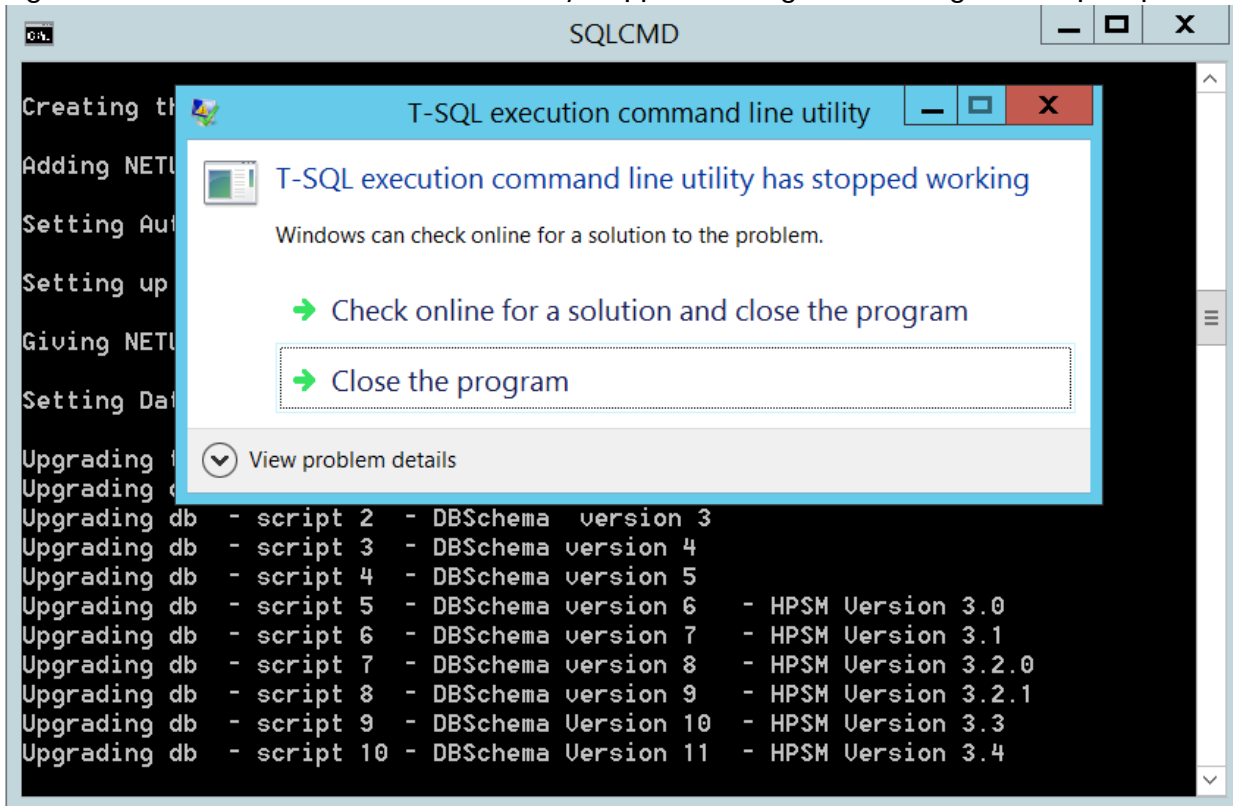 SQLCMD
T-SQL execution command line utility
T-SQL execution command line utility has stopped working
Windows can check online for a solution to the problem.
Check online for a solution and close the program
Close the program
View problem details
Creating
Adding
Setting
Setting up
Giving
Setting
Upgrading
Upgrading
Upgrading db - script 2 - DBSchema version 3
Upgrading db - script 3 - DBSchema version 4
Upgrading db - script 4 - DBSchema version 5
Upgrading db - script 5 - DBSchema version 6 - HPSM Version 3.0
Upgrading db - script 6 - DBSchema version 7 - HPSM Version 3.1
Upgrading db - script 7 - DBSchema version 8 - HPSM Version 3.2.0
Upgrading db - script 8 - DBSchema version 9 - HPSM Version 3.2.1
Upgrading db - script 9 - DBSchema Version 10 - HPSM Version 3.3
Upgrading db - script 10 - DBSchema Version 11 - HPSM Version 3.4